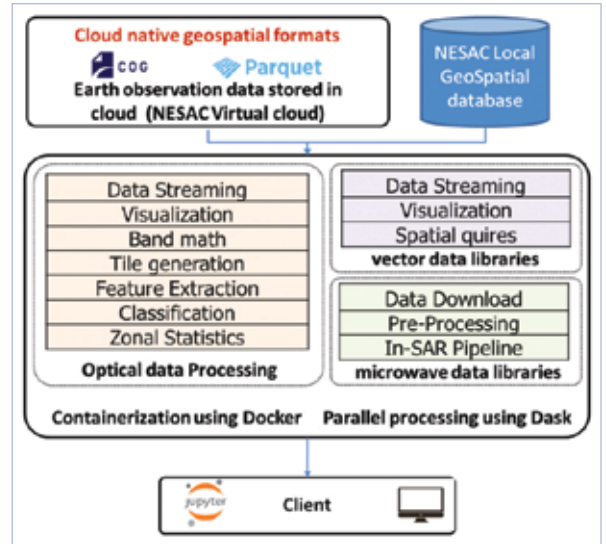 Cloud native geospatial formats
COG
Parquet
Earth observation data stored in
cloud (NESAC Virtual cloud)
NESAC Local
GeoSpatial
database
Data Streaming
Visualization
Band math
Tile generation
Feature Extraction
Classification
Zonal Statistics
Optical data Processing
Data Streaming
Visualization
Spatial quires
vector data libraries
Data Download
Pre-Processing
In-SAR Pipeline
microwave data libraries
Containerization using Docker
Parallel processing using Dask
jupyter
Client